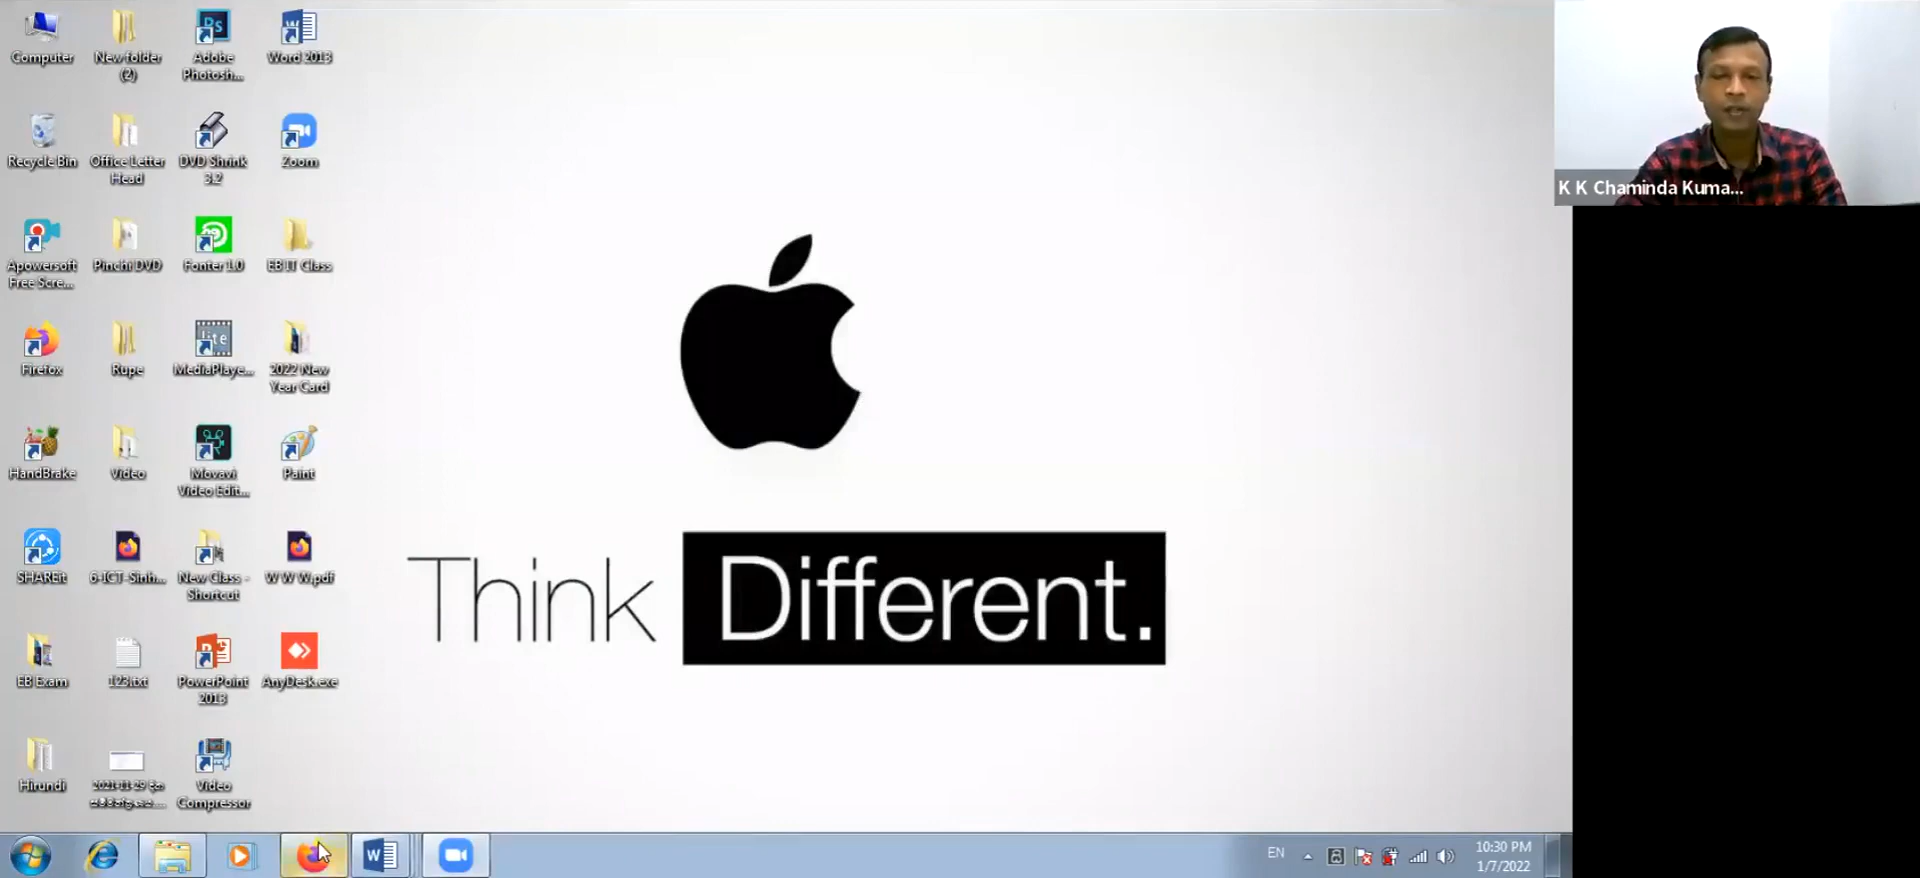 Computer
New folder
(2)
Adobe
Photosh...
Word 2013
Recycle Bin
Office Letter
Head
DVD Shrink
3.2
Zoom
Apowersoft
Free Scre...
Pinchi DVD
Fonter 1.0
EB IT Class
Firefox
Rupe
MediaPlaye...
2022 New
Year Card
HandBrake
Video
Movavi
Video Edit...
Paint
SHAREit
6-ICT-Sinh...
New Class -
Shortcut
W W W.pdf
EB Exam
123.txt
PowerPoint
2013
AnyDesk.exe
Hirundi
2021-11-29
Video
Compressor
Think Different.
K K Chaminda Kuma...
EN
10:30 PM
1/7/2022